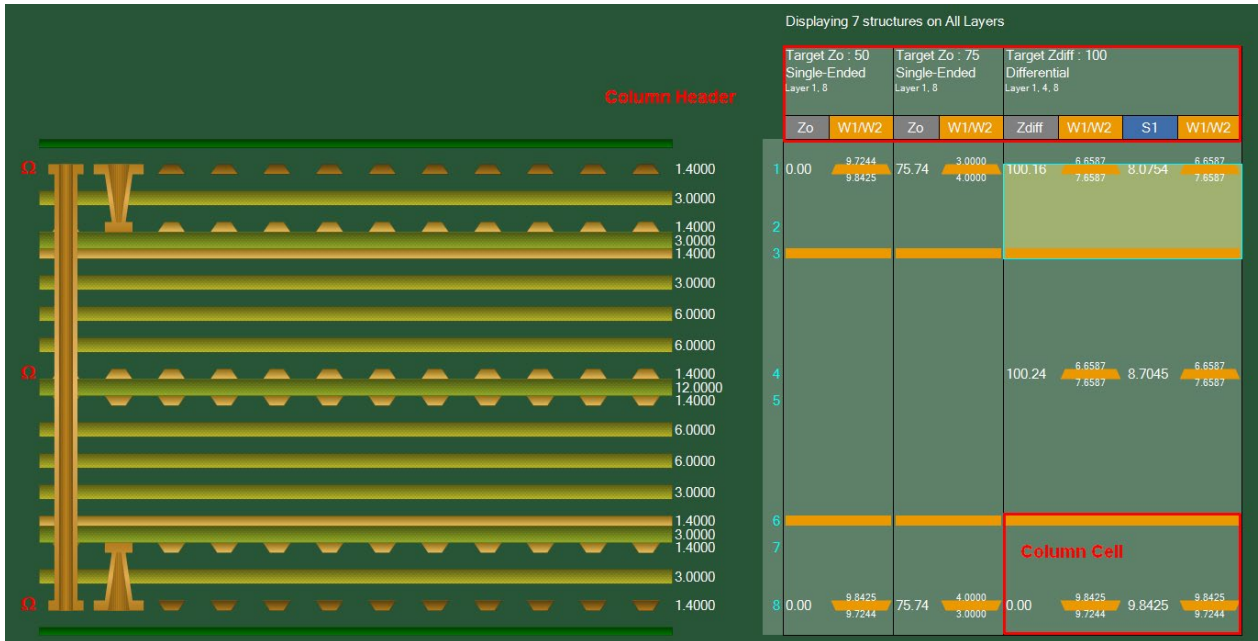 Displaying 7 structures on All Layers
Target Zo : 50 Target Zo : 75 Target Zdiff : 100
Single-Ended Single-Ended Differential
Layer 1, 8 Layer 1, 8 Layer 1, 4, 8
Column Header
Zo W1/W2 Zo W1/W2 Zdiff W1/W2 S1 W1/W2
Ω 1.4000 1 0.00 9.7244 9.8425 75.74 3.0000 4.0000 100.16 6.6587 7.6587 8.0754 6.6587 7.6587
3.0000
1.4000 2
3.0000
1.4000 3
3.0000
6.0000
6.0000
Ω 1.4000 4 100.24 6.6587 7.6587 8.7045 6.6587 7.6587
12.0000
1.4000 5
6.0000
6.0000
3.0000
1.4000 6
3.0000
1.4000 7 Column Cell
3.0000
Ω 1.4000 8 0.00 9.8425 9.7244 75.74 4.0000 3.0000 0.00 9.8425 9.7244 9.8425 9.8425 9.7244